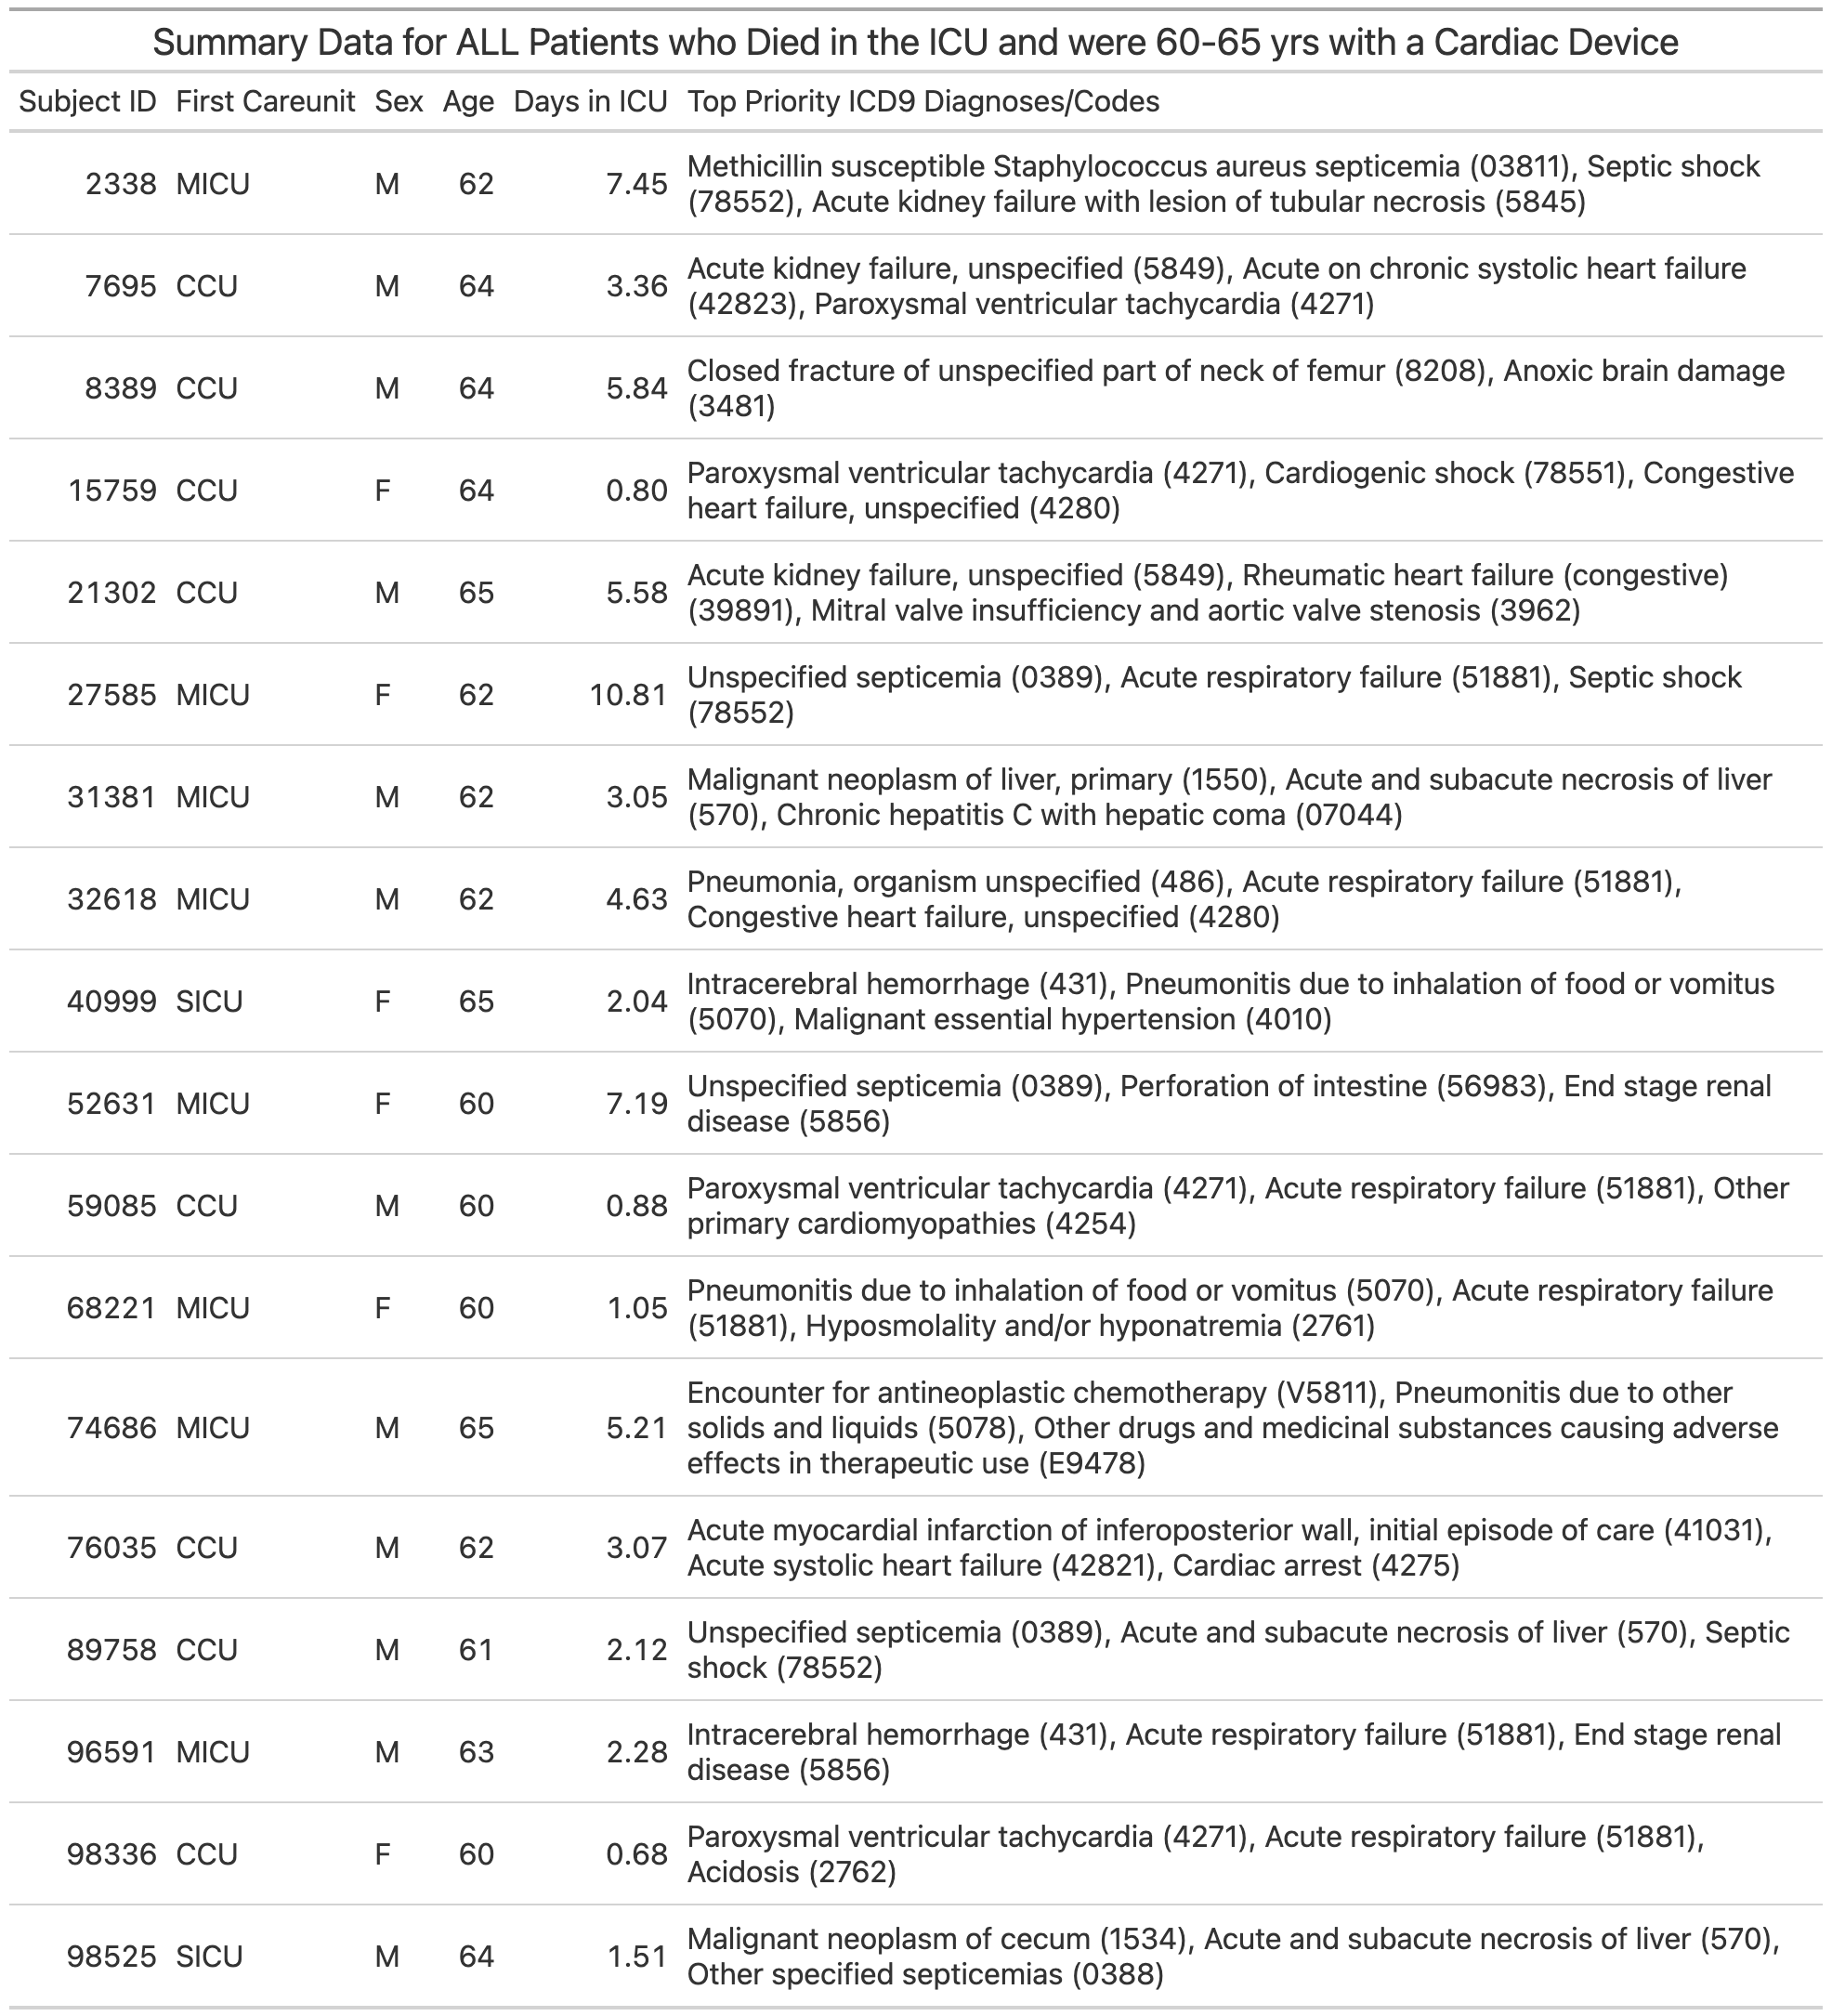 Summary Data for ALL Patients who Died in the ICU and were 60-65 yrs with a Cardiac Device
Subject ID First Careunit Sex Age Days in ICU Top Priority ICD9 Diagnoses/Codes
2338 MICU M 62 7.45 Methicillin susceptible Staphylococcus aureus septicemia (03811), Septic shock
(78552), Acute kidney failure with lesion of tubular necrosis (5845)
7695 CCU M 64 3.36 Acute kidney failure, unspecified (5849), Acute on chronic systolic heart failure
(42823), Paroxysmal ventricular tachycardia (4271)
8389 CCU M 64 5.84 Closed fracture of unspecified part of neck of femur (8208), Anoxic brain damage
(3481)
15759 CCU F 64 0.80 Paroxysmal ventricular tachycardia (4271), Cardiogenic shock (78551), Congestive
heart failure, unspecified (4280)
21302 CCU M 65 5.58 Acute kidney failure, unspecified (5849), Rheumatic heart failure (congestive)
(39891), Mitral valve insufficiency and aortic valve stenosis (3962)
27585 MICU F 62 10.81 Unspecified septicemia (0389), Acute respiratory failure (51881), Septic shock
(78552)
31381 MICU M 62 3.05 Malignant neoplasm of liver, primary (1550), Acute and subacute necrosis of liver
(570), Chronic hepatitis C with hepatic coma (07044)
32618 MICU M 62 4.63 Pneumonia, organism unspecified (486), Acute respiratory failure (51881),
Congestive heart failure, unspecified (4280)
40999 SICU F 65 2.04 Intracerebral hemorrhage (431), Pneumonitis due to inhalation of food or vomitus
(5070), Malignant essential hypertension (4010)
52631 MICU F 60 7.19 Unspecified septicemia (0389), Perforation of intestine (56983), End stage renal
disease (5856)
59085 CCU M 60 0.88 Paroxysmal ventricular tachycardia (4271), Acute respiratory failure (51881), Other
primary cardiomyopathies (4254)
68221 MICU F 60 1.05 Pneumonitis due to inhalation of food or vomitus (5070), Acute respiratory failure
(51881), Hyposmolality and/or hyponatremia (2761)
74686 MICU M 65 5.21 Encounter for antineoplastic chemotherapy (V5811), Pneumonitis due to other
solids and liquids (5078), Other drugs and medicinal substances causing adverse
effects in therapeutic use (E9478)
76035 CCU M 62 3.07 Acute myocardial infarction of inferoposterior wall, initial episode of care (41031),
Acute systolic heart failure (42821), Cardiac arrest (4275)
89758 CCU M 61 2.12 Unspecified septicemia (0389), Acute and subacute necrosis of liver (570), Septic
shock (78552)
96591 MICU M 63 2.28 Intracerebral hemorrhage (431), Acute respiratory failure (51881), End stage renal
disease (5856)
98336 CCU F 60 0.68 Paroxysmal ventricular tachycardia (4271), Acute respiratory failure (51881),
Acidosis (2762)
98525 SICU M 64 1.51 Malignant neoplasm of cecum (1534), Acute and subacute necrosis of liver (570),
Other specified septicemias (0388)